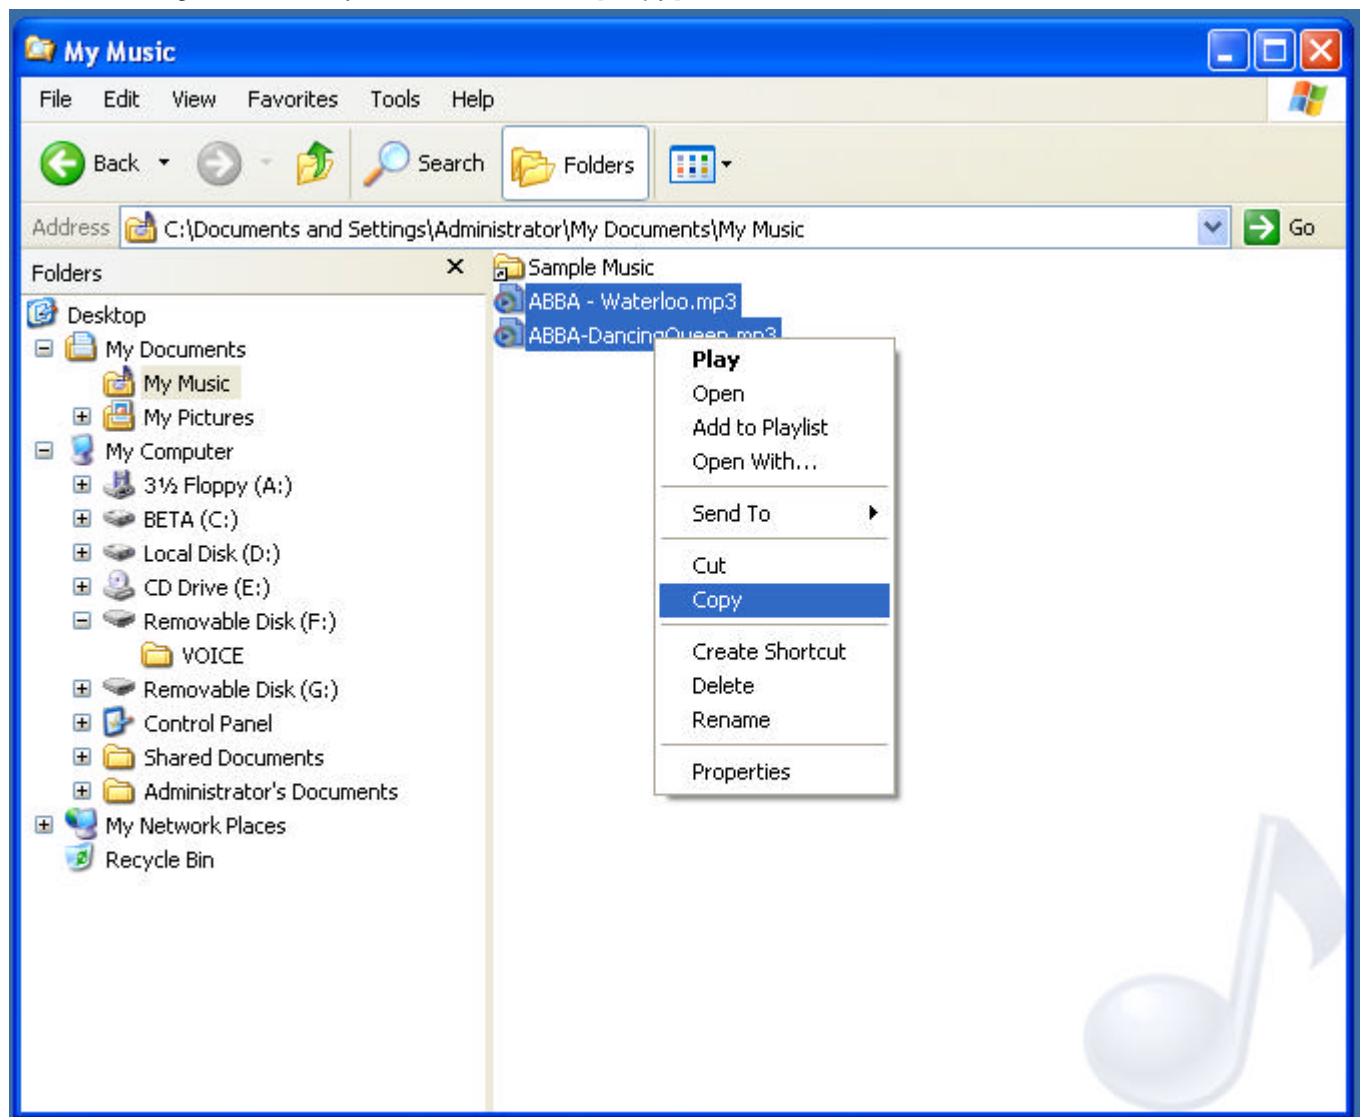 My Music
File Edit View Favorites Tools Help
Back Search Folders
Address C:\Documents and Settings\Administrator\My Documents\My Music Go
Folders
Desktop
My Documents
My Music
My Pictures
My Computer
3½ Floppy (A:)
BETA (C:)
Local Disk (D:)
CD Drive (E:)
Removable Disk (F:)
VOICE
Removable Disk (G:)
Control Panel
Shared Documents
Administrator's Documents
My Network Places
Recycle Bin
Sample Music
ABBA - Waterloo.mp3
ABBA-DancingQueen.mp3
Play
Open
Add to Playlist
Open With...
Send To
Cut
Copy
Create Shortcut
Delete
Rename
Properties